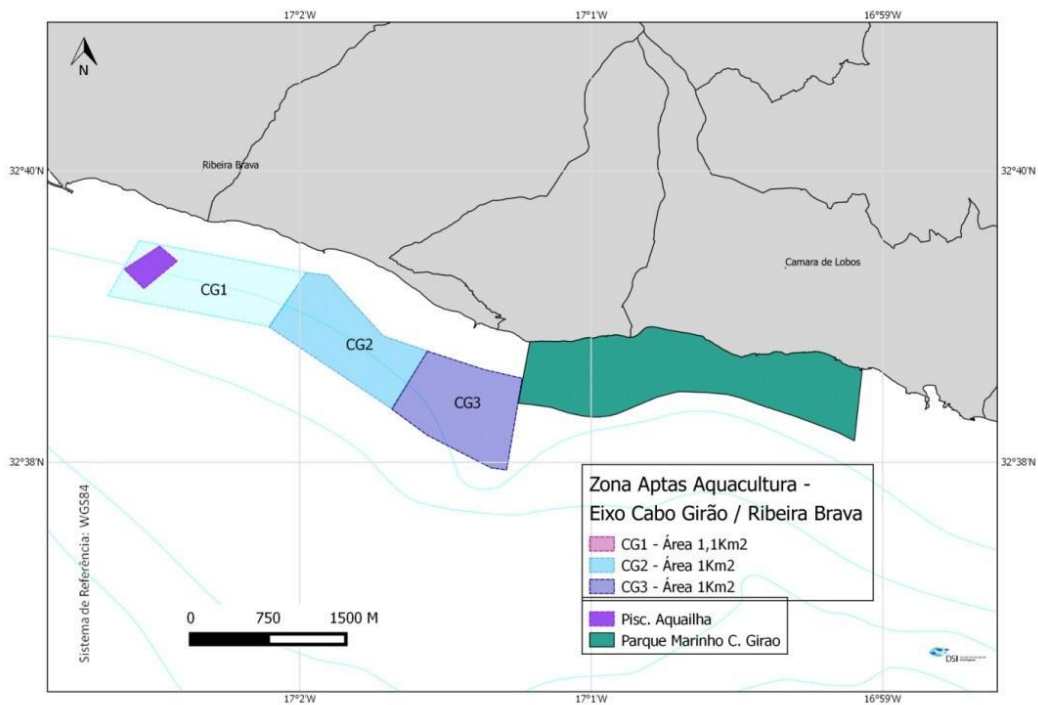 17°2'W 17°1'W 16°59'W
N
Ribeira Brava
32°40'N 32°40'N
Camara de Lobos
CG1
CG2
CG3
32°38'N 32°38'N
Zona Aptas Aquacultura -
Eixo Cabo Girão / Ribeira Brava
CG1 - Área 1,1Km2
CG2 - Área 1Km2
CG3 - Área 1Km2
Pisc. Aquailha
Parque Marinho C. Girao
Sistema de Referência: WGS84
0 750 1500 M
DSI
17°2'W 17°1'W 16°59'W